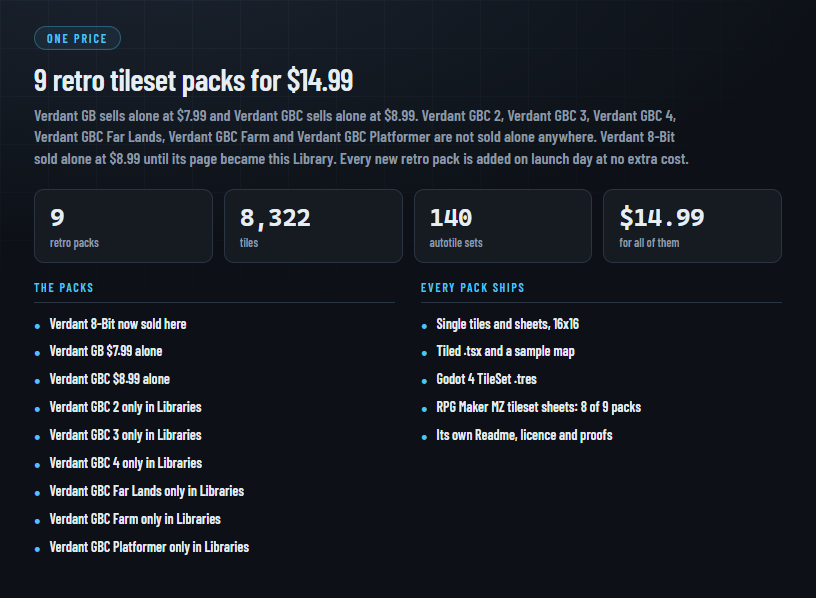 ONE PRICE
9 retro tileset packs for $14.99
Verdant GB sells alone at $7.99 and Verdant GBC sells alone at $8.99. Verdant GBC 2, Verdant GBC 3, Verdant GBC 4,
Verdant GBC Far Lands, Verdant GBC Farm and Verdant GBC Platformer are not sold alone anywhere. Verdant 8-Bit
sold alone at $8.99 until its page became this Library. Every new retro pack is added on launch day at no extra cost.
9
retro packs
8,322
tiles
140
autotile sets
$14.99
for all of them
THE PACKS
Verdant 8-Bit now sold here
Verdant GB $7.99 alone
Verdant GBC $8.99 alone
Verdant GBC 2 only in Libraries
Verdant GBC 3 only in Libraries
Verdant GBC 4 only in Libraries
Verdant GBC Far Lands only in Libraries
Verdant GBC Farm only in Libraries
Verdant GBC Platformer only in Libraries
EVERY PACK SHIPS
Single tiles and sheets, 16x16
Tiled .tsx and a sample map
Godot 4 TileSet .tres
RPG Maker MZ tileset sheets: 8 of 9 packs
Its own Readme, licence and proofs